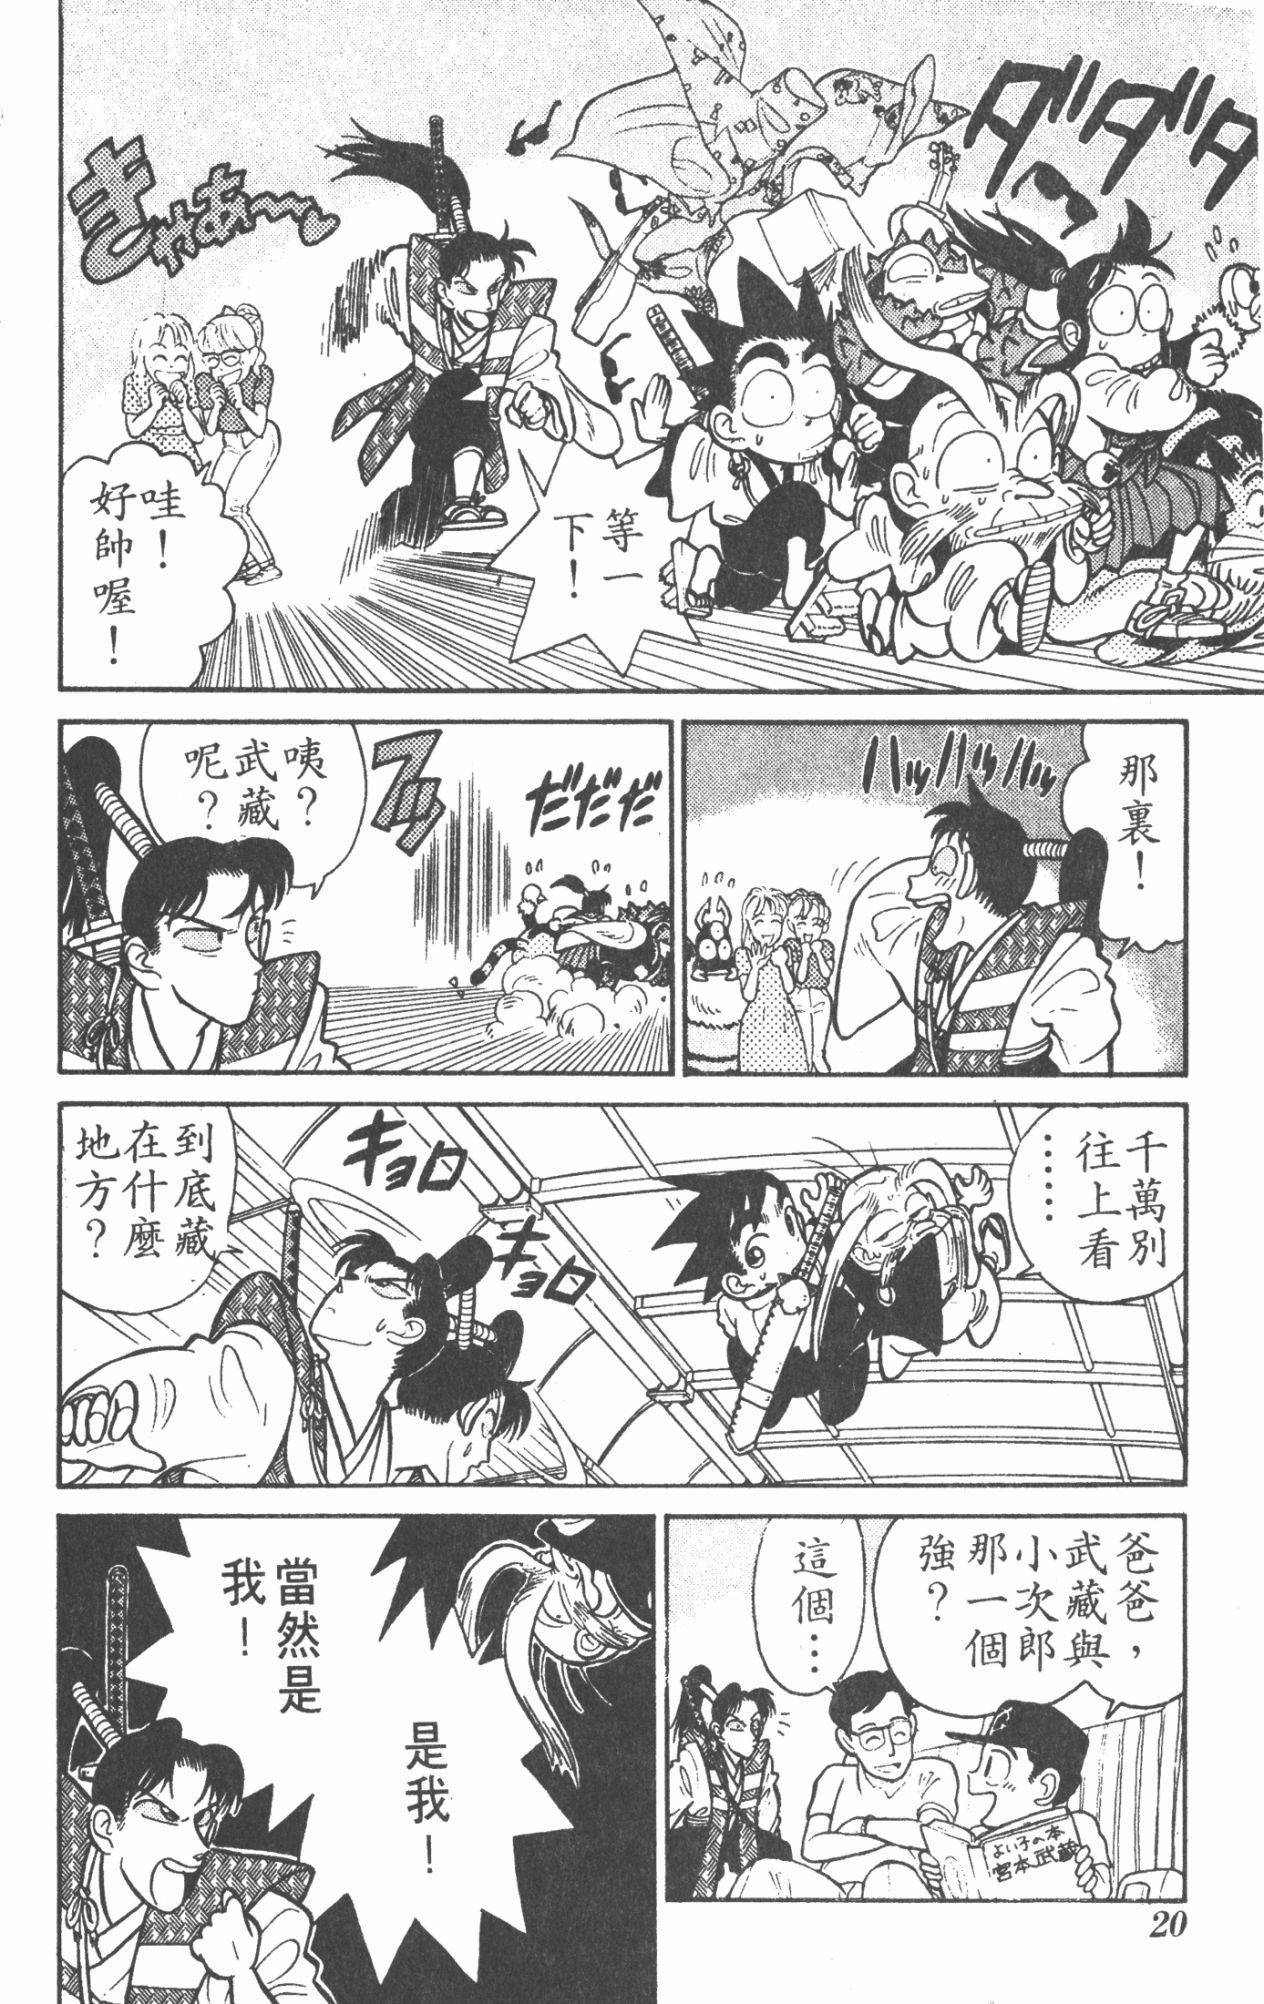 ダダダッ
等一
下！
きゃああ〜〜
哇！
好帥喔！
那裏！
ハッハッハッ
だだだ
ズザ
咦？
武藏
呢？
千萬別
往上看
……
キョロ
キョロ
到底藏
在什麼
地方？
爸爸，
武藏與
小次郎
那一個
強？
這個…
よい子の本
宮本武蔵
是我！
當然是
我！
20